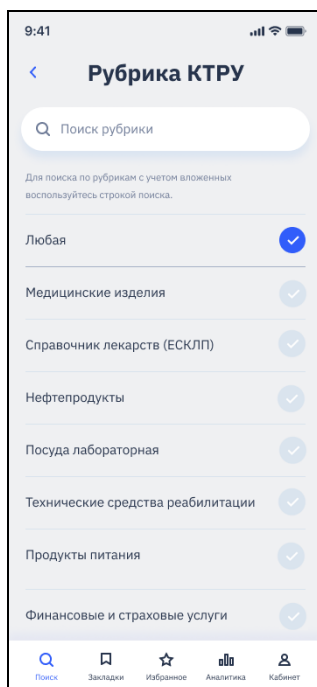 9:41
Рубрика КТРУ
Поиск рубрики
Для поиска по рубрикам с учетом вложенных
воспользуйтесь строкой поиска.
Любая
Медицинские изделия
Справочник лекарств (ЕСКЛП)
Нефтепродукты
Посуда лабораторная
Технические средства реабилитации
Продукты питания
Финансовые и страховые услуги
Поиск Закладки Избранное Аналитика Кабинет